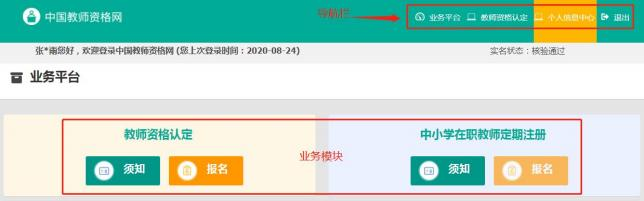 中国教师资格网
导航栏
业务平台 教师资格认定 个人信息中心 退出
张*雨您好，欢迎登录中国教师资格网 (您上次登录时间：2020-08-24) 实名状态：核验通过
业务平台
教师资格认定 中小学在职教师定期注册
业务模块
须知 报名 须知 报名